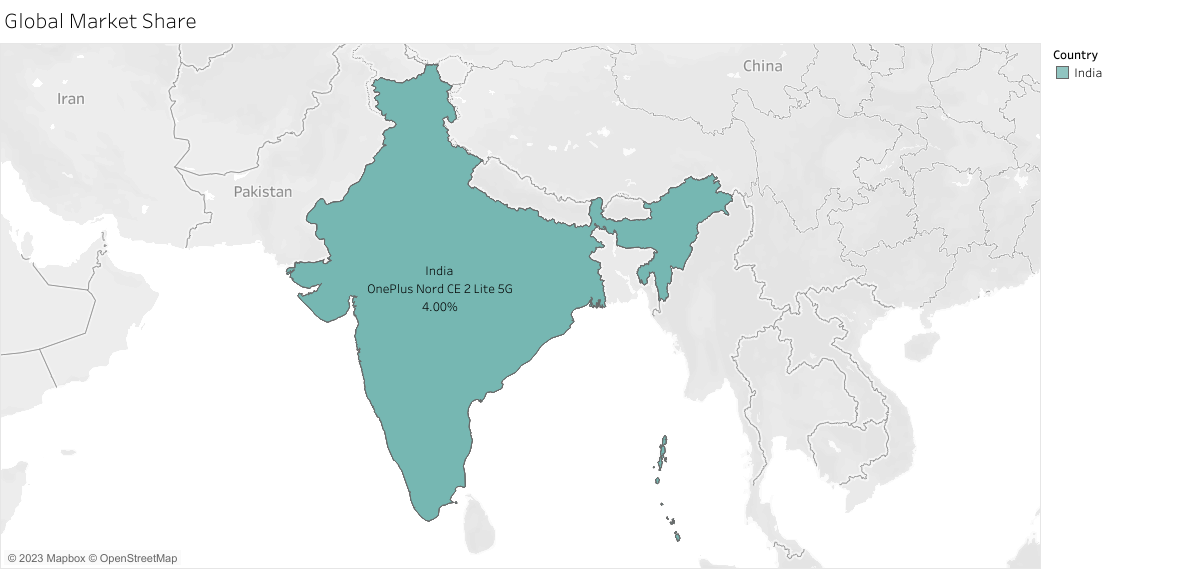 Global Market Share
Country
India
China
Iran
Pakistan
India
OnePlus Nord CE 2 Lite 5G
4.00%
© 2023 Mapbox © OpenStreetMap